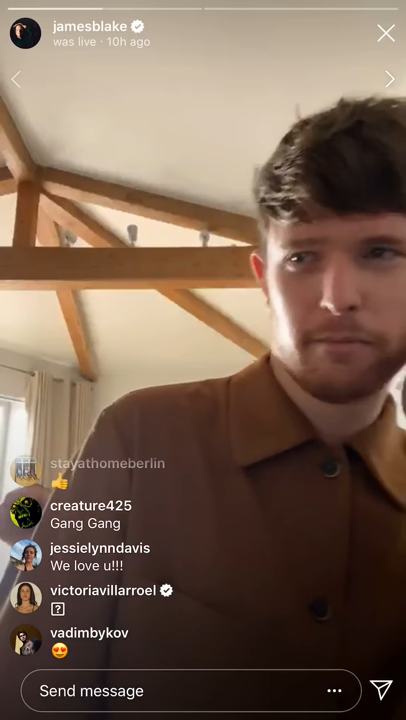 jamesblake
was live · 10h ago
stayathomeberlin
👍
creature425
Gang Gang
jessielynndavis
We love u!!!
victoriavillarroel
?
vadimbykov
😍
Send message